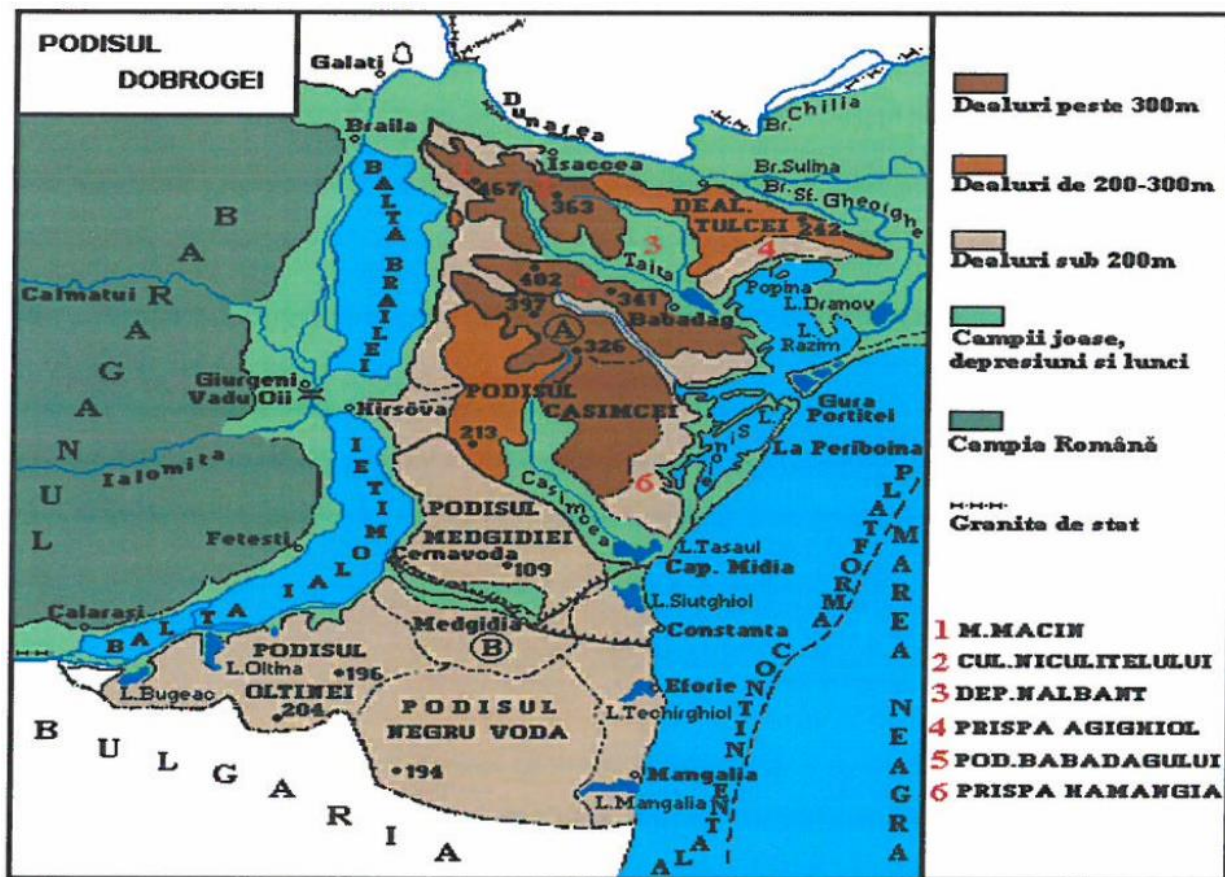 PODISUL
DOBROGEI
Galati
Braila
Dunarea
Isaccea
Br. Chilia
Br.Sulina
Br. Sf. Gheorighe
BALTA BRAILEI
467
363
DEAL.
TULCEI
242
3
4
Taita
402
397
341
Babadag
Popina
L.Dranov
L.
Razim
A
326
BARAGANUL
Calmatui
Ialomita
Giurgeni
Vadu Oii
Hirsova
PODISUL
CASIMCEI
213
Gura
Portitei
La Periboina
6
Casimcea
PODISUL
MEDGIDIEI
Cernavoda
109
L.Tasaul
Cap. Midia
L.Siutghiol
Fetesti
Calarasi
BALTA IALOMITEI
Medgidia
B
Constanta
PODISUL
OLTINEI
L.Oltina
196
L.Bugeac
204
PODISUL
NEGRU VODA
194
Eforie
L.Techirghiol
Mangalia
L.Mangalia
BULGARIA
PLATFORMA CONTINENTALA
MAREA NEAGRA
Dealuri peste 300m
Dealuri de 200-300m
Dealuri sub 200m
Campii joase,
depresiuni si lunci
Campia Română
Granita de stat
1 M.MACIN
2 CUL.NICULITELULUI
3 DEP.NALBANT
4 PRISPA AGIGHIOL
5 POD.BABADAGULUI
6 PRISPA HAMANGIA